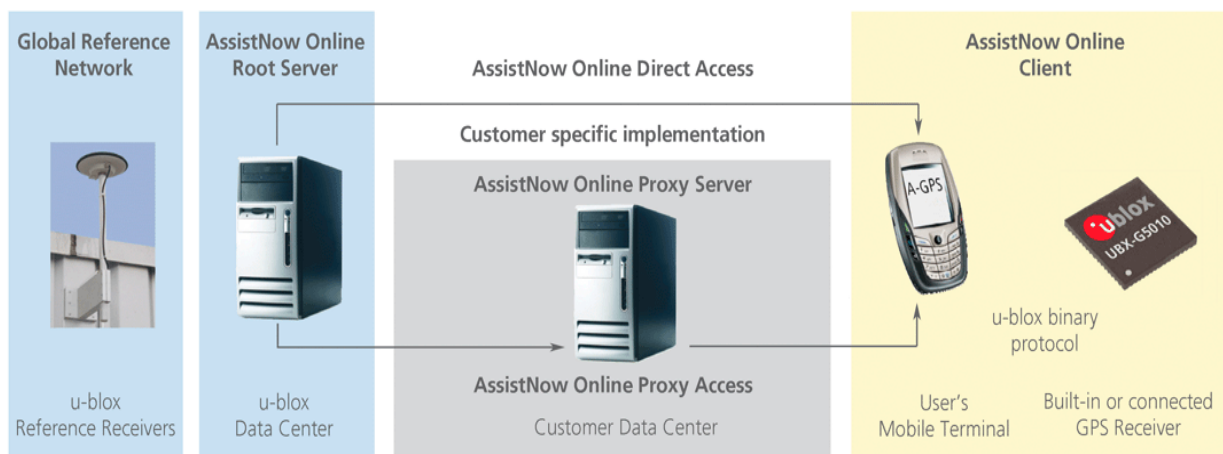 Global Reference
Network
AssistNow Online
Root Server
AssistNow Online Direct Access
AssistNow Online
Client
Customer specific implementation
AssistNow Online Proxy Server
A-GPS
ublox
UBX-G5010
u-blox binary
protocol
AssistNow Online Proxy Access
u-blox
Reference Receivers
u-blox
Data Center
Customer Data Center
User's
Mobile Terminal
Built-in or connected
GPS Receiver